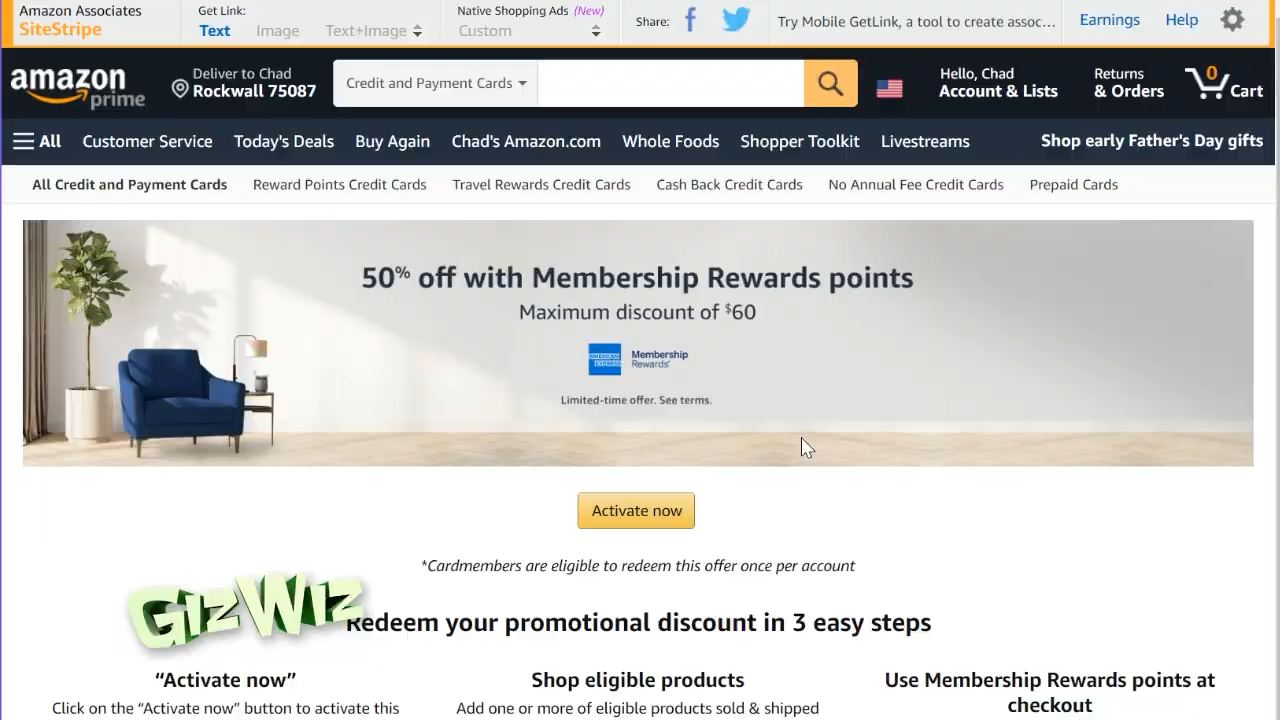 Amazon Associates
SiteStripe
Get Link:
Text Image Text+Image
Native Shopping Ads (New)
Custom
Share:
Try Mobile GetLink, a tool to create assoc...
Earnings Help
amazon
prime
Deliver to Chad
Rockwall 75087
Credit and Payment Cards
Hello, Chad
Account & Lists
Returns
& Orders
0
Cart
All Customer Service Today's Deals Buy Again Chad's Amazon.com Whole Foods Shopper Toolkit Livestreams Shop early Father's Day gifts
All Credit and Payment Cards Reward Points Credit Cards Travel Rewards Credit Cards Cash Back Credit Cards No Annual Fee Credit Cards Prepaid Cards
50% off with Membership Rewards points
Maximum discount of $60
AMERICAN
EXPRESS
Membership
Rewards®
Limited-time offer. See terms.
Activate now
*Cardmembers are eligible to redeem this offer once per account
GizWiz
Redeem your promotional discount in 3 easy steps
“Activate now”
Click on the “Activate now” button to activate this
Shop eligible products
Add one or more of eligible products sold & shipped
Use Membership Rewards points at
checkout